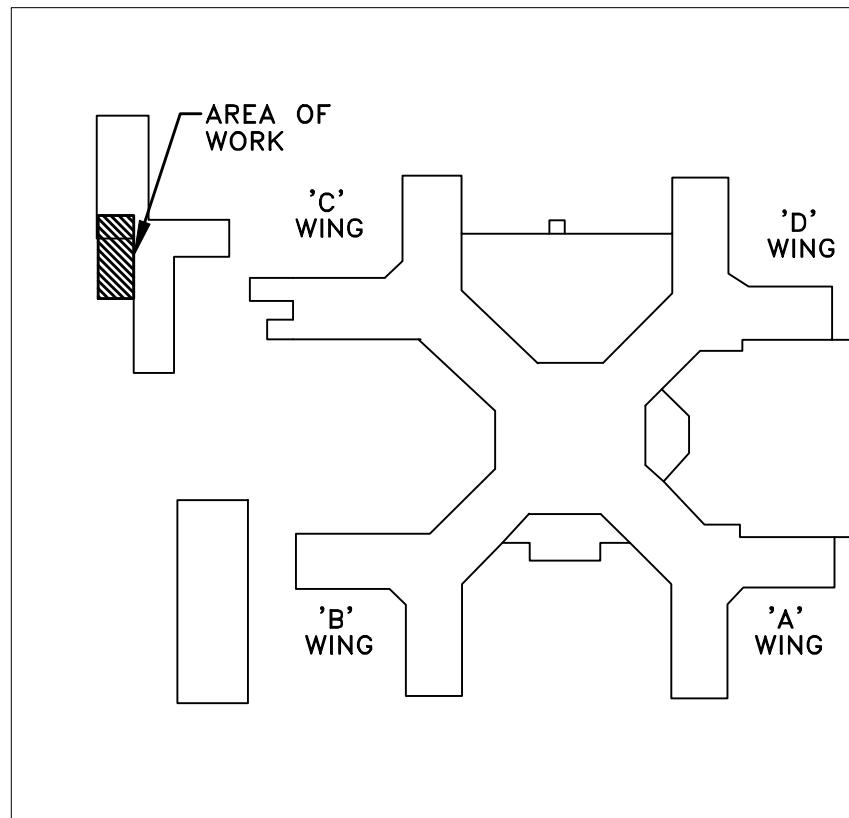 AREA OF
WORK
'C'
WING
'D'
WING
'B'
WING
'A'
WING